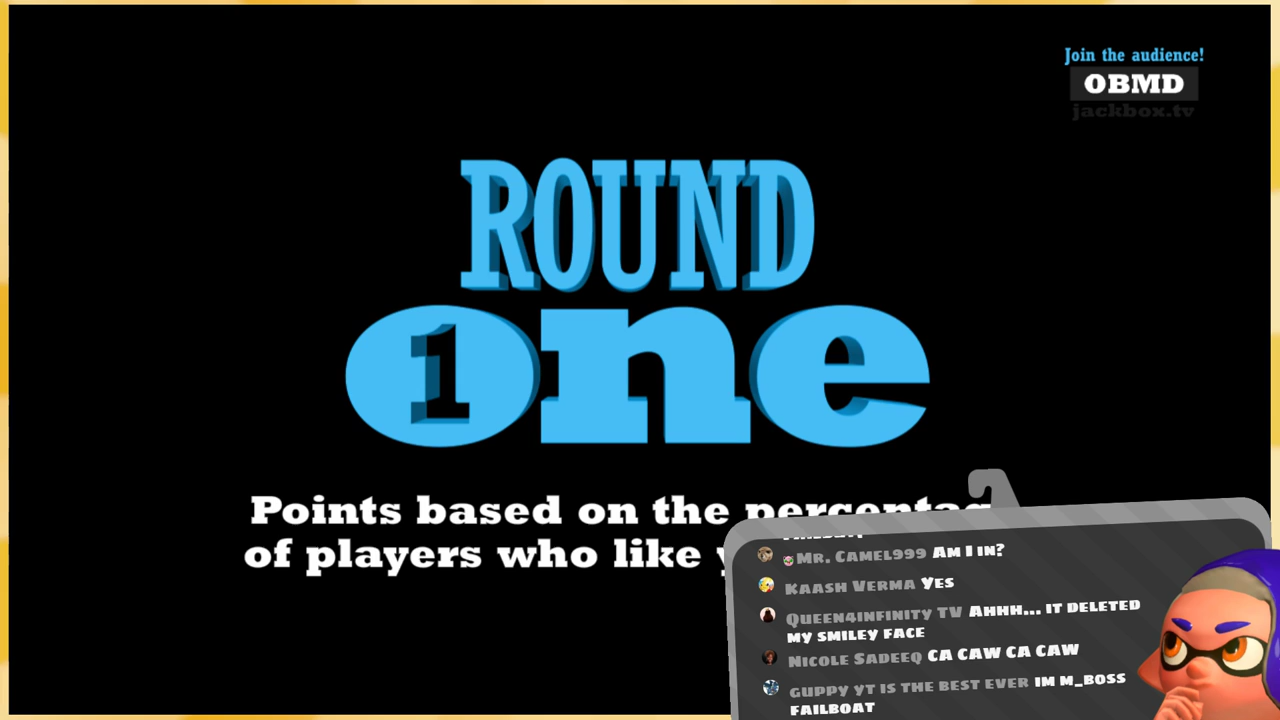 Join the audience!
OBMD
jackbox.tv
ROUND
One
1
Points based on the percentag
of players who like
Mr. Camel999 Am I in?
Kaash Verma Yes
Queen4infinity TV Ahhh... it deleted
my smiley face
Nicole Sadeeq CA CAW CA CAW
Guppy YT is the best ever im m_boss
failboat